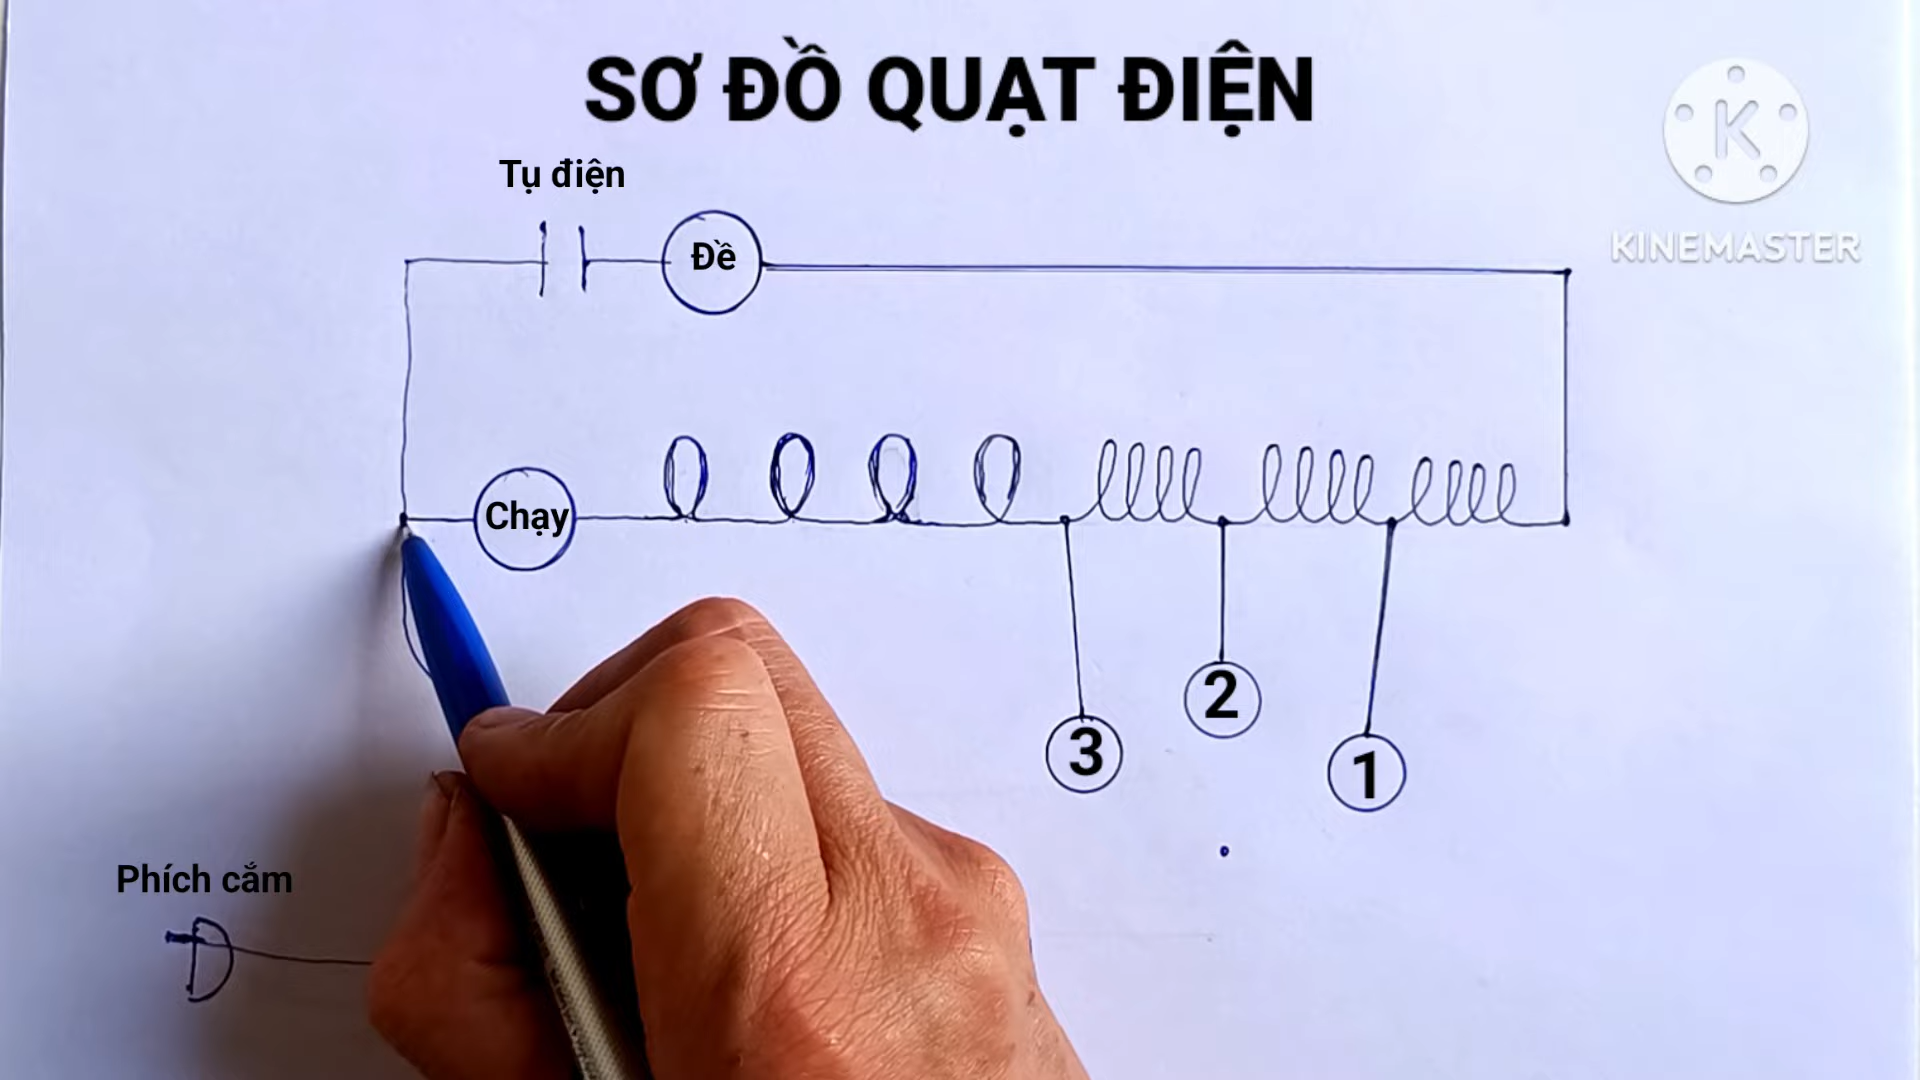 SƠ ĐỒ QUẠT ĐIỆN
K
KINEMASTER
Tụ điện
Đề
Chạy
3
2
1
Phích cắm